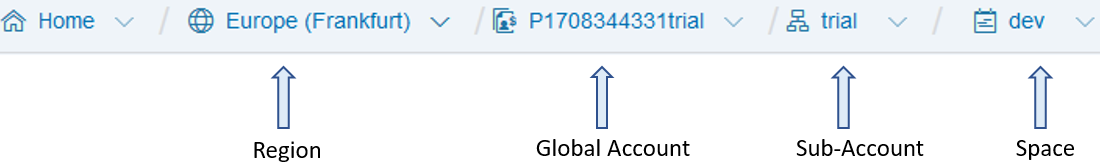 Home / Europe (Frankfurt) / P1708344331trial / trial / dev
Region Global Account Sub-Account Space